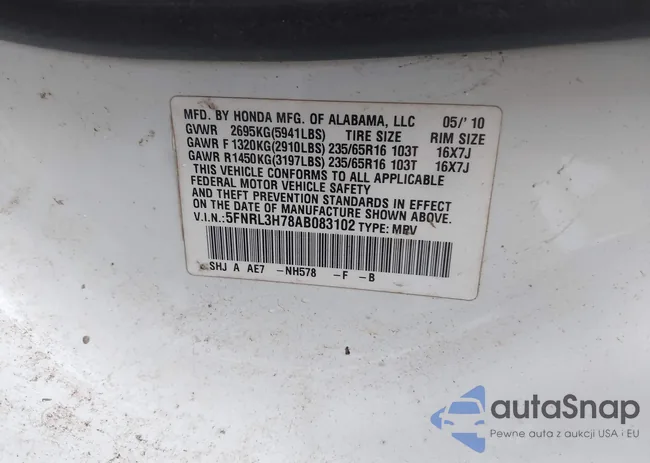 MFD. BY HONDA MFG. OF ALABAMA, LLC 05/'10
GVWR 2695KG(5941LBS) TIRE SIZE RIM SIZE
GAWR F 1320KG(2910LBS) 235/65R16 103T 16X7J
GAWR R1450KG(3197LBS) 235/65R16 103T 16X7J
THIS VEHICLE CONFORMS TO ALL APPLICABLE
FEDERAL MOTOR VEHICLE SAFETY
AND THEFT PREVENTION STANDARDS IN EFFECT
ON THE DATE OF MANUFACTURE SHOWN ABOVE.
V.I.N.:5FNRL3H78AB083102 TYPE: MPV
SHJ A AE7 -NH578 -F -B
autoSnap
Pewne auta z aukcji USA i EU